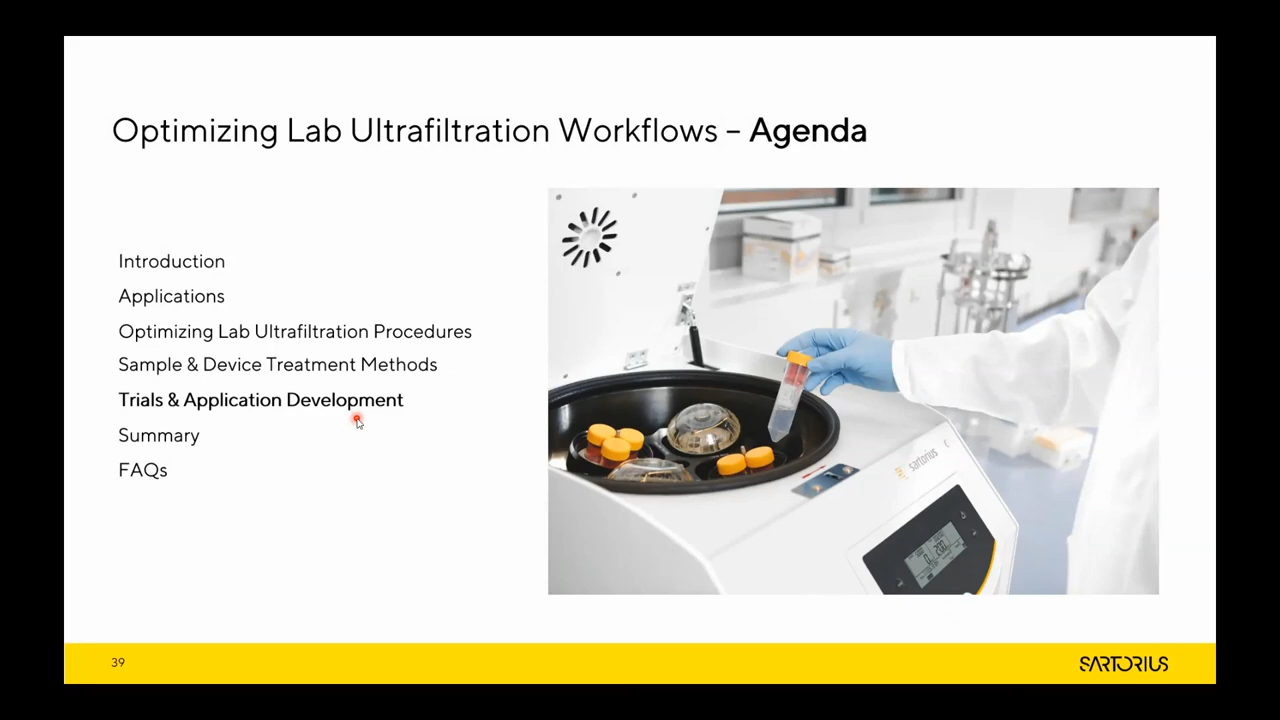 Optimizing Lab Ultrafiltration Workflows – Agenda
Introduction
Applications
Optimizing Lab Ultrafiltration Procedures
Sample & Device Treatment Methods
Trials & Application Development
Summary
FAQs
sartorius
39
SARTORIUS